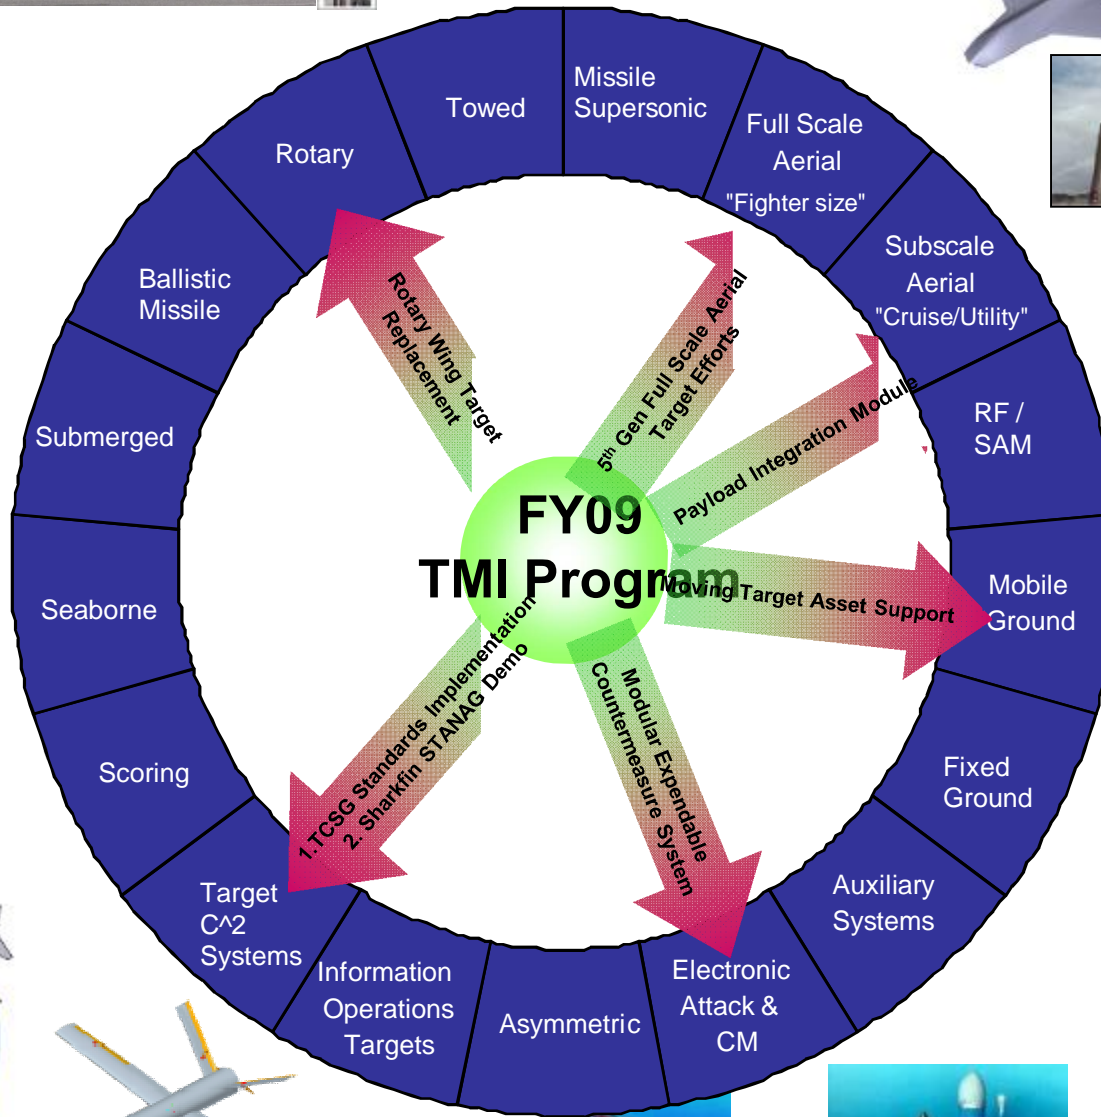 Towed
Missile
Supersonic
Full Scale
Aerial
"Fighter size"
Subscale
Aerial
"Cruise/Utility"
RF /
SAM
Mobile
Ground
Fixed
Ground
Auxiliary
Systems
Electronic
Attack &
CM
Asymmetric
Information
Operations
Targets
Target
C^2
Systems
Scoring
Seaborne
Submerged
Ballistic
Missile
Rotary
Rotary Wing Target
Replacement
5th Gen Full Scale Aerial
Target Efforts
Payload Integration Module
Moving Target Asset Support
Modular Expendable
Countermeasure System
1.TCSG Standards Implementation
2. Sharkfin STANAG Demo
FY09
TMI Program